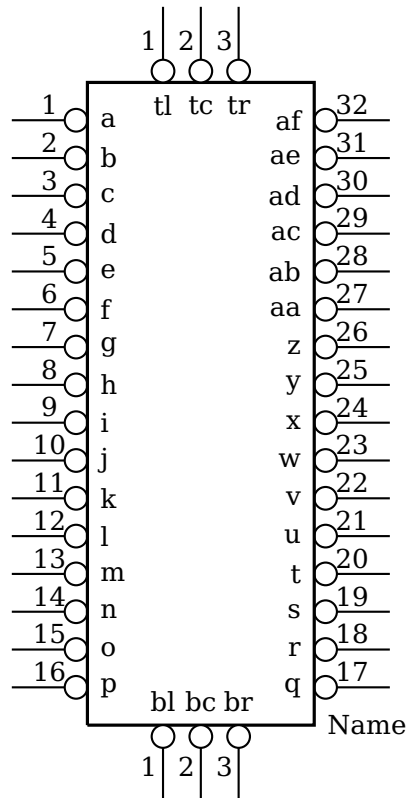 1 2 3
tl tc tr
1 a af 32
2 b ae 31
3 c ad 30
4 d ac 29
5 e ab 28
6 f aa 27
7 g z 26
8 h y 25
9 i x 24
10 j w 23
11 k v 22
12 l u 21
13 m t 20
14 n s 19
15 o r 18
16 p q 17
bl bc br
Name
1 2 3